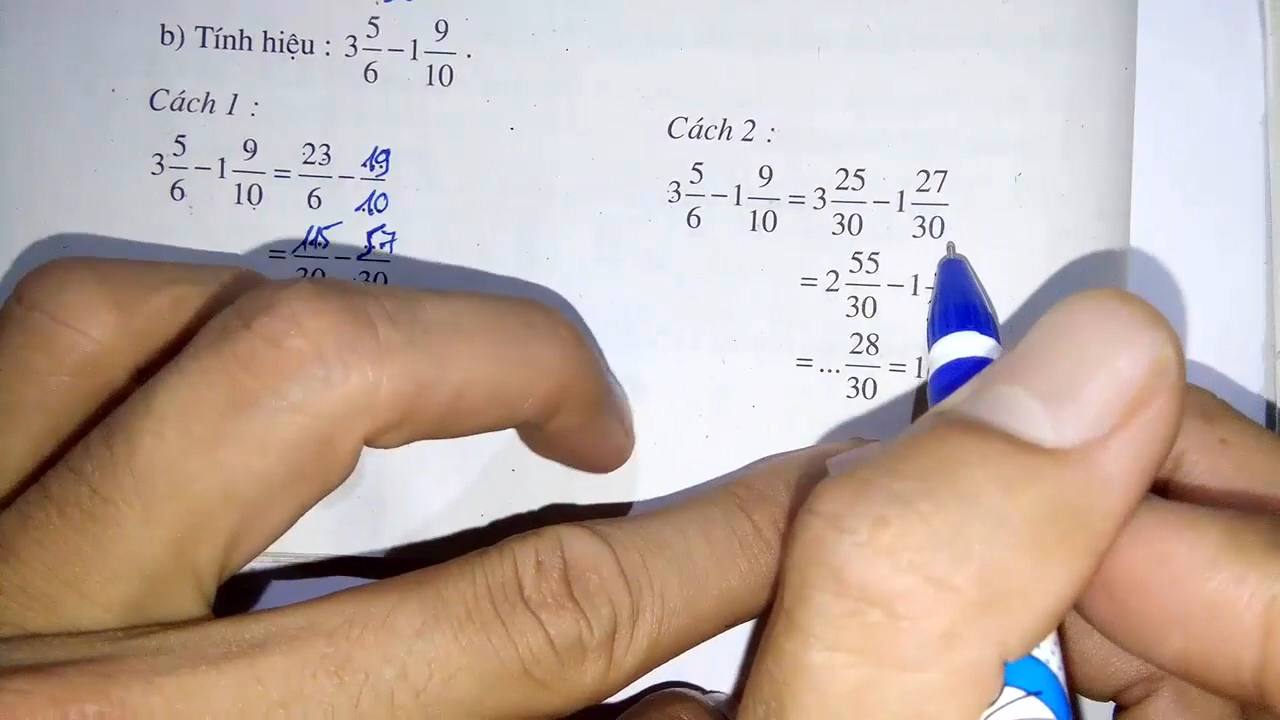 b) Tính hiệu : 3 5/6 − 1 9/10 .
Cách 1 :
3 5/6 − 1 9/10 = 23/6 − 19/10
= 115/30 − 57/30
Cách 2 :
3 5/6 − 1 9/10 = 3 25/30 − 1 27/30
= 2 55/30 − 1
= ... 28/30 = 1